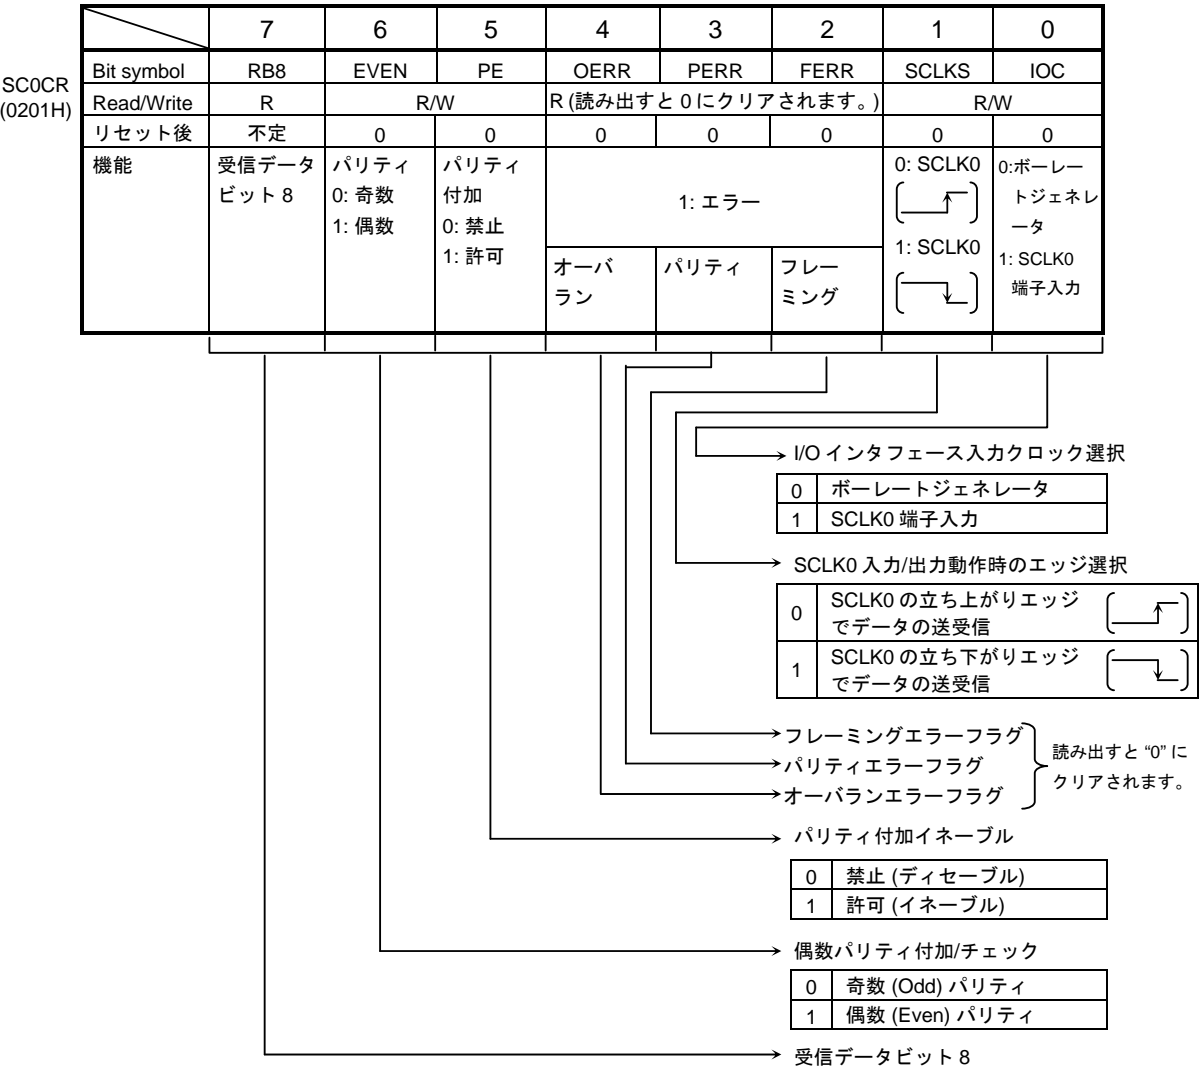 7 6 5 4 3 2 1 0
SC0CR
(0201H)
Bit symbol RB8 EVEN PE OERR PERR FERR SCLKS IOC
Read/Write R R/W R (読み出すと 0 にクリアされます。) R/W
リセット後 不定 0 0 0 0 0 0 0
機能
受信データ
ビット 8
パリティ
0: 奇数
1: 偶数
パリティ
付加
0: 禁止
1: 許可
1: エラー
オーバ
ラン
パリティ
フレー
ミング
0: SCLK0
1: SCLK0
0:ボーレー
トジェネレ
ータ
1: SCLK0
端子入力
I/O インタフェース入力クロック選択
0 ボーレートジェネレータ
1 SCLK0 端子入力
SCLK0 入力/出力動作時のエッジ選択
0 SCLK0 の立ち上がりエッジ
でデータの送受信
1 SCLK0 の立ち下がりエッジ
でデータの送受信
フレーミングエラーフラグ
パリティエラーフラグ
オーバランエラーフラグ
読み出すと “0” に
クリアされます。
パリティ付加イネーブル
0 禁止 (ディセーブル)
1 許可 (イネーブル)
偶数パリティ付加/チェック
0 奇数 (Odd) パリティ
1 偶数 (Even) パリティ
受信データビット 8